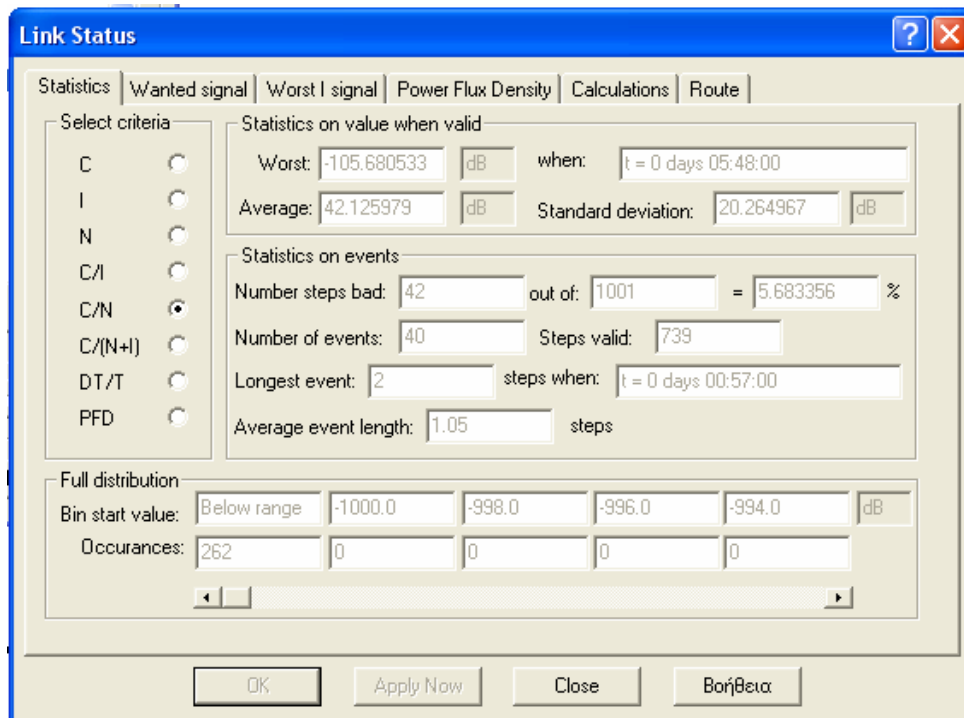 Link Status
Statistics Wanted signal Worst I signal Power Flux Density Calculations Route
Select criteria
C
I
N
C/I
C/N
C/(N+I)
DT/T
PFD
Statistics on value when valid
Worst: -105.680533 dB when: t = 0 days 05:48:00
Average: 42.125979 dB Standard deviation: 20.264967 dB
Statistics on events
Number steps bad: 42 out of: 1001 = 5.683356 %
Number of events: 40 Steps valid: 739
Longest event: 2 steps when: t = 0 days 00:57:00
Average event length: 1.05 steps
Full distribution
Bin start value: Below range -1000.0 -998.0 -996.0 -994.0 dB
Occurances: 262 0 0 0 0
OK Apply Now Close Βοήθεια